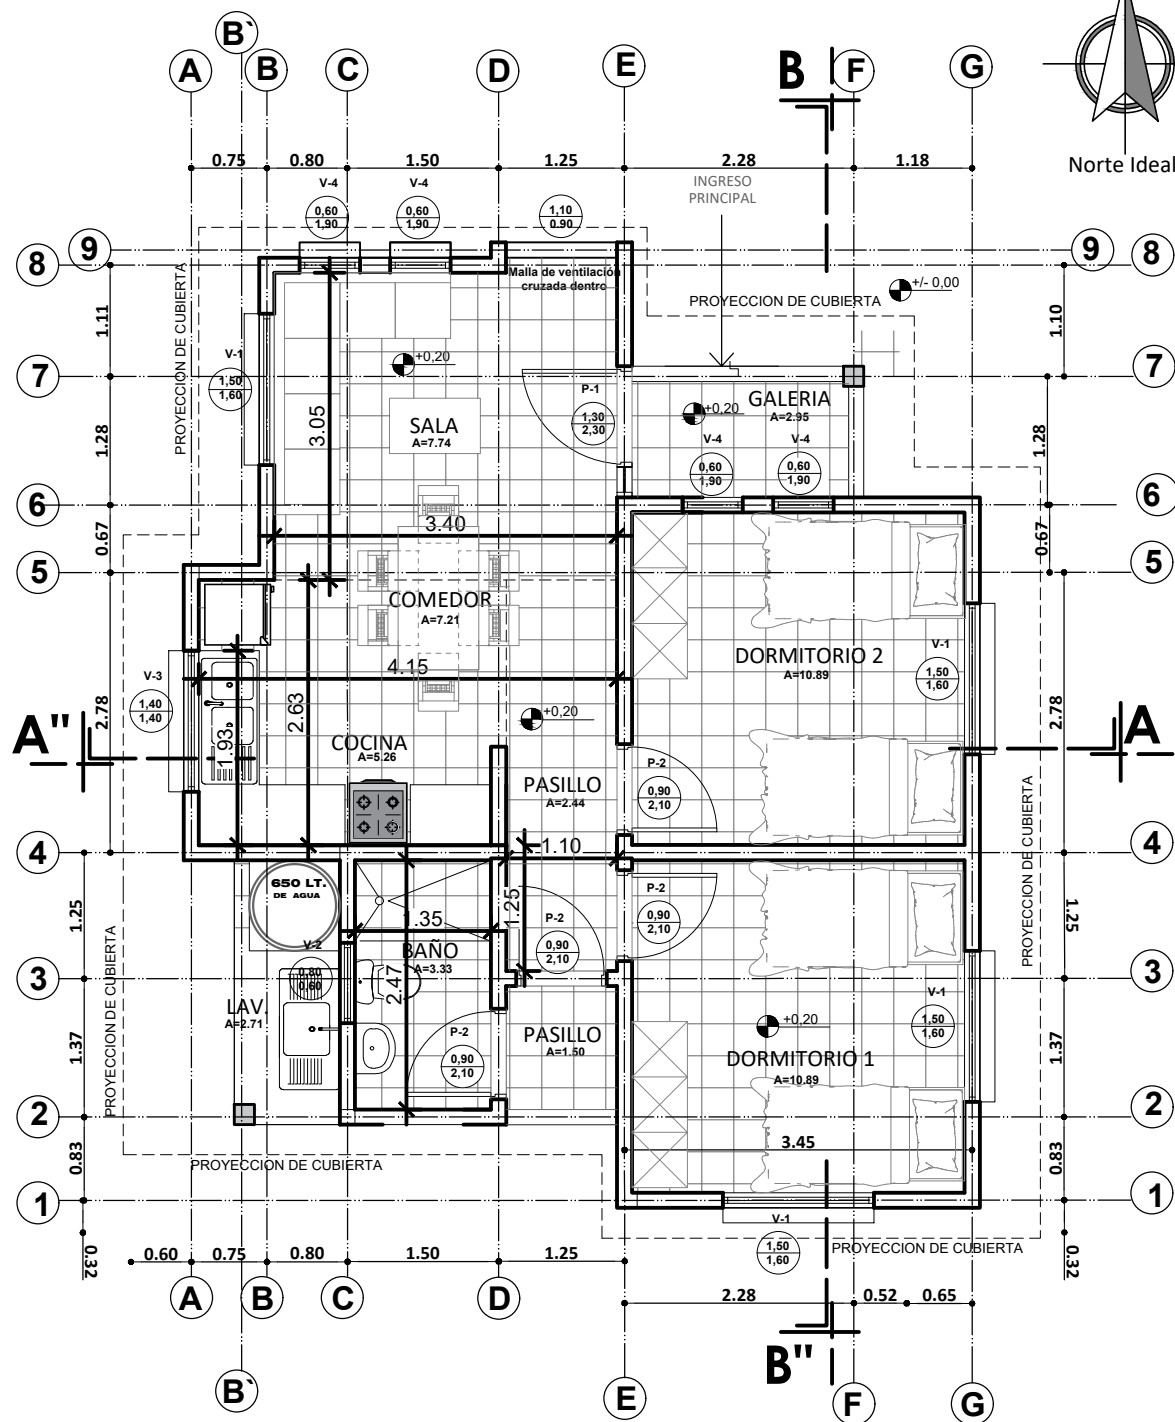 B`
A
B
C
D
E
B
F
G
Norte Ideal
0.75
0.80
1.50
1.25
2.28
1.18
INGRESO
PRINCIPAL
V-4
0,60
1,90
V-4
0,60
1,90
1,10
0.90
9
8
9
8
Malla de ventilación
cruzada dentro
PROYECCION DE CUBIERTA
+/- 0,00
PROYECCION DE CUBIERTA
1.11
1.10
V-1
1,50
1,60
+0,20
7
7
P-1
1,30
2,30
GALERIA
A=2.95
+0,20
SALA
A=7.74
3.05
V-4
0,60
1,90
V-4
0,60
1,90
1.28
1.28
6
6
3.40
0.67
0.67
5
5
COMEDOR
A=7.21
DORMITORIO 2
A=10.89
V-1
1,50
1,60
4.15
V-3
1,40
1,40
2.78
2.78
2.63
1.93
+0,20
A"
A
COCINA
A=5.26
PASILLO
A=2.44
P-2
0,90
2,10
PROYECCION DE CUBIERTA
4
4
1.10
650 LT.
DE AGUA
1.25
1.25
1.25
P-2
0,90
2,10
1.35
P-2
0,90
2,10
BAÑO
A=3.33
V-2
0,80
0,60
3
3
2.47
LAV.
A=2.71
V-1
1,50
1,60
+0,20
PASILLO
A=1.50
P-2
0,90
2,10
DORMITORIO 1
A=10.89
1.37
1.37
PROYECCION DE CUBIERTA
2
2
3.45
0.83
0.83
PROYECCION DE CUBIERTA
1
1
V-1
1,50
1,60
PROYECCION DE CUBIERTA
0.32
0.32
0.60
0.75
0.80
1.50
1.25
2.28
0.52
0.65
A
B
C
D
B"
B`
E
F
G